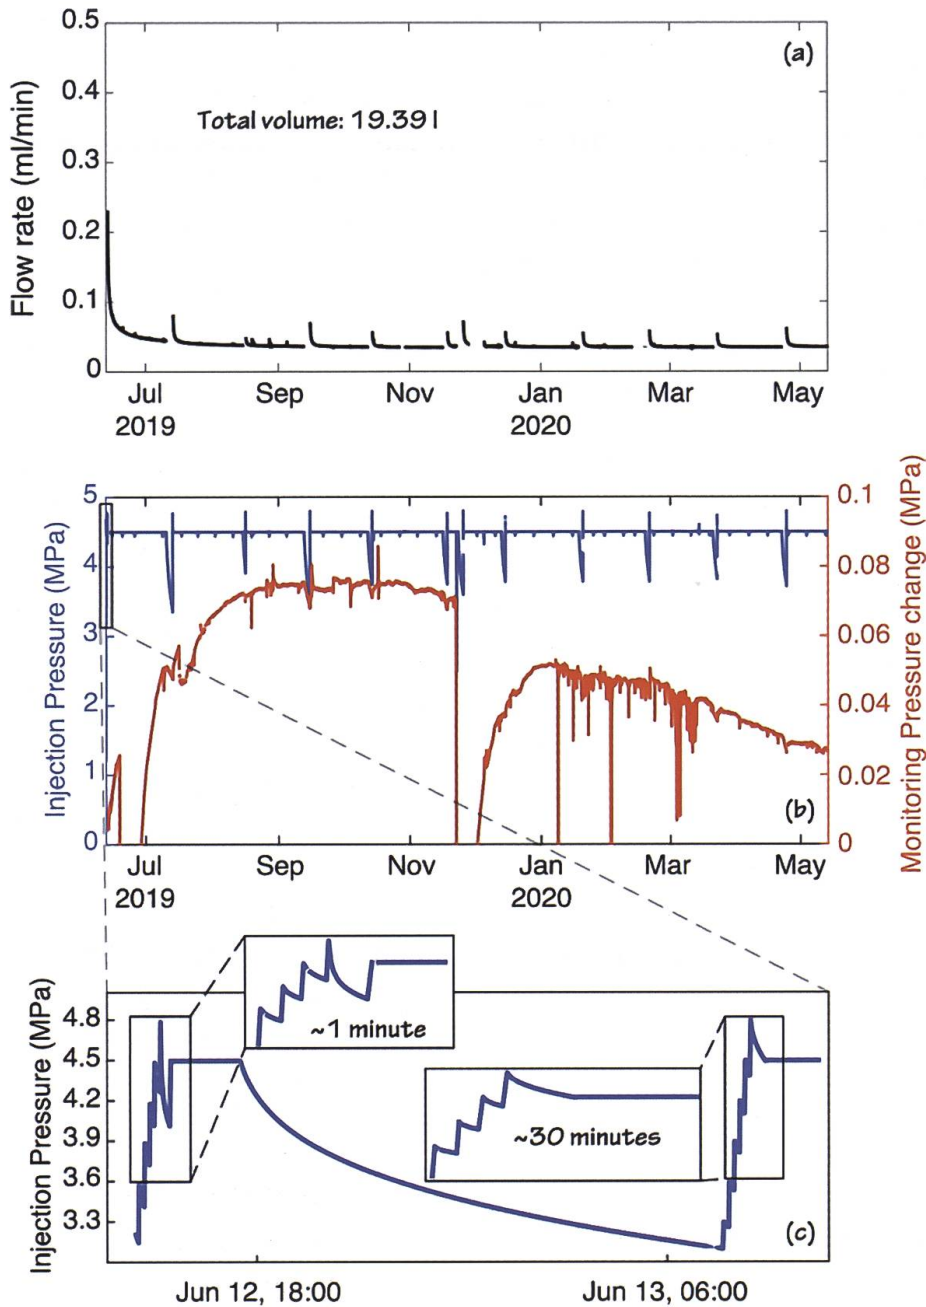 0.5
(a)
0.4
Total volume: 19.39 l
0.3
0.2
0.1
0
Flow rate (ml/min)
Jul Sep Nov Jan Mar May
2019 2020
5 0.1
4 0.08
3 0.06
2 0.04
1 0.02
(b)
0 0
Injection Pressure (MPa)
Monitoring Pressure change (MPa)
Jul Sep Nov Jan Mar May
2019 2020
~1 minute
4.8
4.5
4.2
~30 minutes
3.9
3.6
3.3
(c)
Injection Pressure (MPa)
Jun 12, 18:00 Jun 13, 06:00